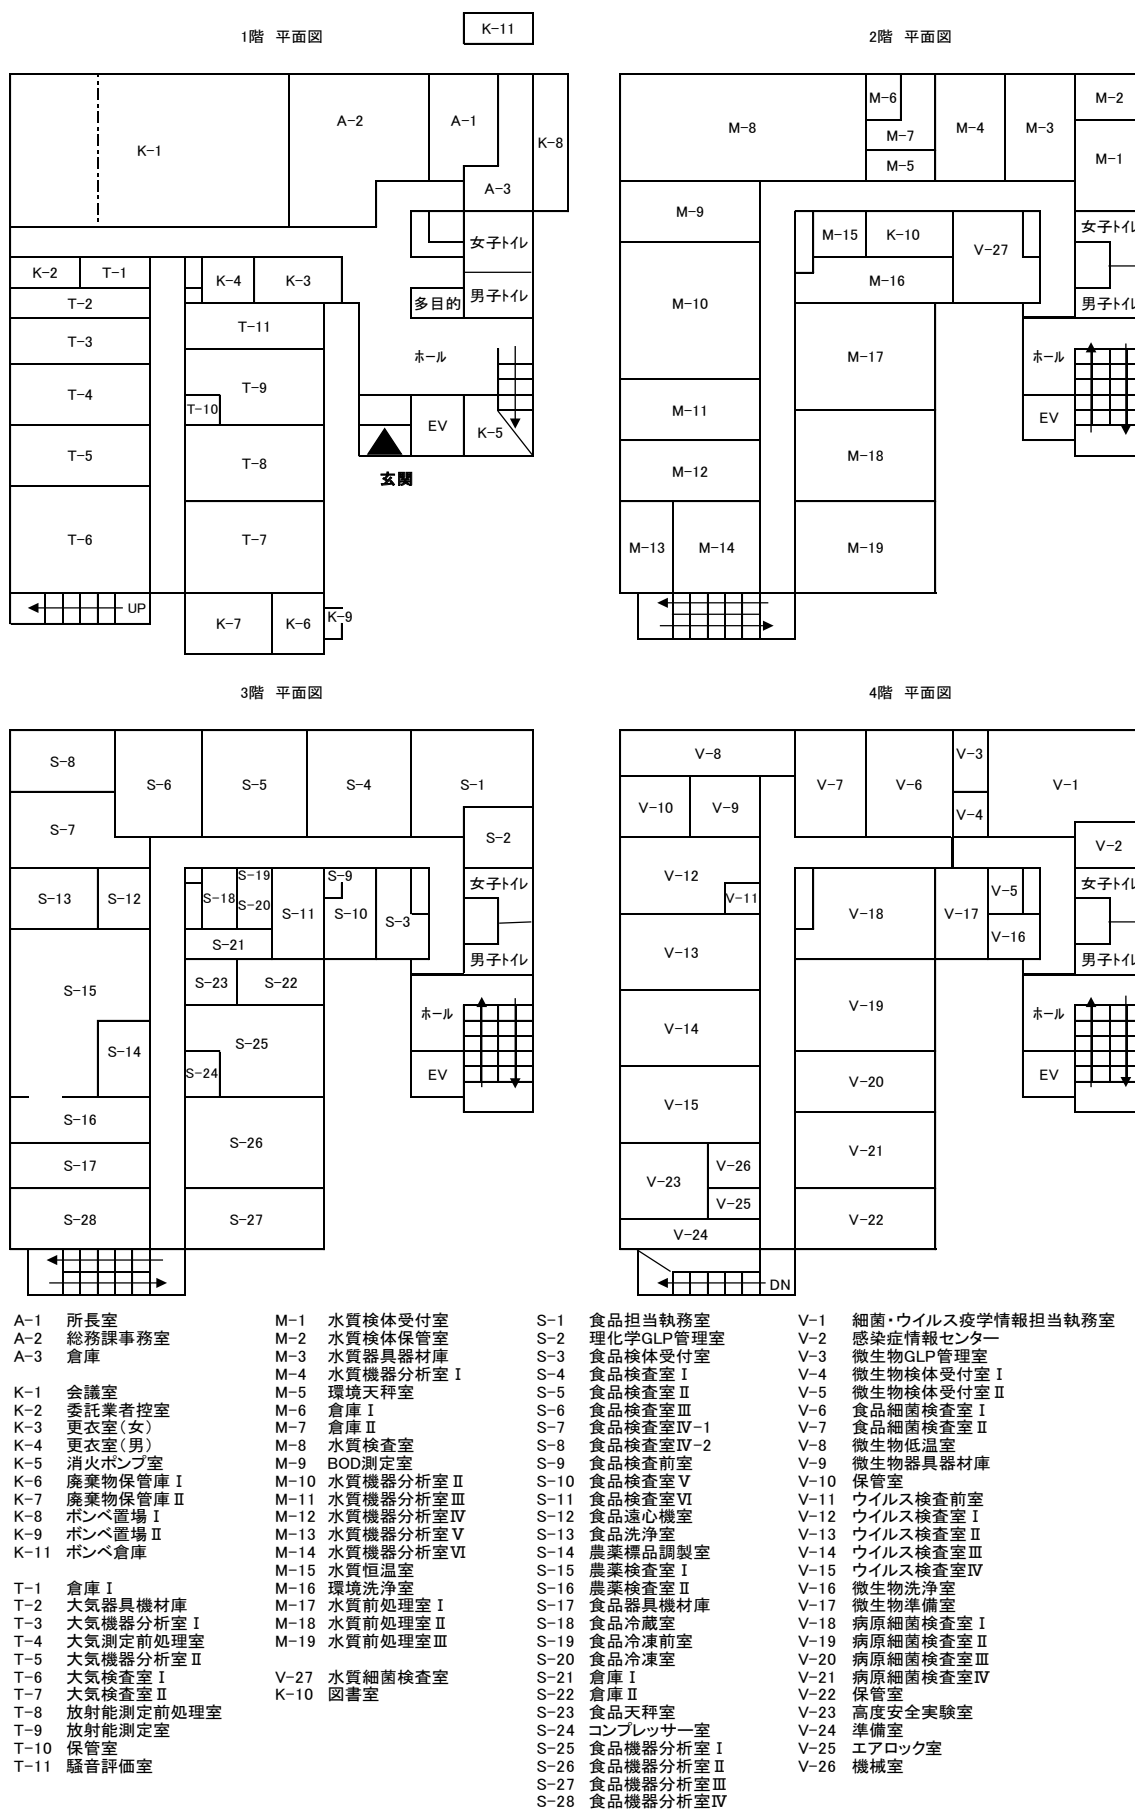 1階 平面図
K-11
K-1
A-2
A-1
K-8
A-3
女子トイレ
男子トイレ
多目的
ホール
EV
K-5
玄関
K-2
T-1
K-4
K-3
T-2
T-3
T-11
T-4
T-9
T-10
T-5
T-8
T-6
T-7
UP
K-7
K-6
K-9
2階 平面図
M-8
M-6
M-7
M-5
M-4
M-3
M-2
M-1
M-9
M-15
K-10
V-27
M-16
女子トイレ
男子トイレ
M-10
M-17
ホール
EV
M-11
M-18
M-12
M-13
M-14
M-19
3階 平面図
S-8
S-6
S-5
S-4
S-1
S-7
S-2
S-13
S-12
S-18
S-19
S-20
S-11
S-9
S-10
S-3
女子トイレ
男子トイレ
S-21
S-15
S-23
S-22
S-14
S-25
S-24
ホール
EV
S-16
S-26
S-17
S-28
S-27
4階 平面図
V-8
V-7
V-6
V-3
V-4
V-1
V-10
V-9
V-2
V-12
V-11
V-18
V-17
V-5
V-16
女子トイレ
男子トイレ
V-13
V-19
V-14
ホール
EV
V-20
V-15
V-21
V-23
V-26
V-25
V-24
V-22
DN
A-1 所長室
A-2 総務課事務室
A-3 倉庫
K-1 会議室
K-2 委託業者控室
K-3 更衣室(女)
K-4 更衣室(男)
K-5 消火ポンプ室
K-6 廃棄物保管庫Ⅰ
K-7 廃棄物保管庫Ⅱ
K-8 ボンベ置場Ⅰ
K-9 ボンベ置場Ⅱ
K-11 ボンベ倉庫
T-1 倉庫Ⅰ
T-2 大気器具機材庫
T-3 大気機器分析室Ⅰ
T-4 大気測定前処理室
T-5 大気機器分析室Ⅱ
T-6 大気検査室Ⅰ
T-7 大気検査室Ⅱ
T-8 放射能測定前処理室
T-9 放射能測定室
T-10 保管室
T-11 騒音評価室
M-1 水質検体受付室
M-2 水質検体保管室
M-3 水質器具器材庫
M-4 水質機器分析室Ⅰ
M-5 環境天秤室
M-6 倉庫Ⅰ
M-7 倉庫Ⅱ
M-8 水質検査室
M-9 BOD測定室
M-10 水質機器分析室Ⅱ
M-11 水質機器分析室Ⅲ
M-12 水質機器分析室Ⅳ
M-13 水質機器分析室Ⅴ
M-14 水質機器分析室Ⅵ
M-15 水質恒温室
M-16 環境洗浄室
M-17 水質前処理室Ⅰ
M-18 水質前処理室Ⅱ
M-19 水質前処理室Ⅲ
V-27 水質細菌検査室
K-10 図書室
S-1 食品担当執務室
S-2 理化学GLP管理室
S-3 食品検体受付室
S-4 食品検査室Ⅰ
S-5 食品検査室Ⅱ
S-6 食品検査室Ⅲ
S-7 食品検査室Ⅳ-1
S-8 食品検査室Ⅳ-2
S-9 食品検査前室
S-10 食品検査室Ⅴ
S-11 食品検査室Ⅵ
S-12 食品遠心機室
S-13 食品洗浄室
S-14 農薬標品調製室
S-15 農薬検査室Ⅰ
S-16 農薬検査室Ⅱ
S-17 食品器具機材庫
S-18 食品冷蔵室
S-19 食品冷凍前室
S-20 食品冷凍室
S-21 倉庫Ⅰ
S-22 倉庫Ⅱ
S-23 食品天秤室
S-24 コンプレッサー室
S-25 食品機器分析室Ⅰ
S-26 食品機器分析室Ⅱ
S-27 食品機器分析室Ⅲ
S-28 食品機器分析室Ⅳ
V-1 細菌・ウイルス疫学情報担当執務室
V-2 感染症情報センター
V-3 微生物GLP管理室
V-4 微生物検体受付室Ⅰ
V-5 微生物検体受付室Ⅱ
V-6 食品細菌検査室Ⅰ
V-7 食品細菌検査室Ⅱ
V-8 微生物低温室
V-9 微生物器具器材庫
V-10 保管室
V-11 ウイルス検査前室
V-12 ウイルス検査室Ⅰ
V-13 ウイルス検査室Ⅱ
V-14 ウイルス検査室Ⅲ
V-15 ウイルス検査室Ⅳ
V-16 微生物洗浄室
V-17 微生物準備室
V-18 病原細菌検査室Ⅰ
V-19 病原細菌検査室Ⅱ
V-20 病原細菌検査室Ⅲ
V-21 病原細菌検査室Ⅳ
V-22 保管室
V-23 高度安全実験室
V-24 準備室
V-25 エアロック室
V-26 機械室